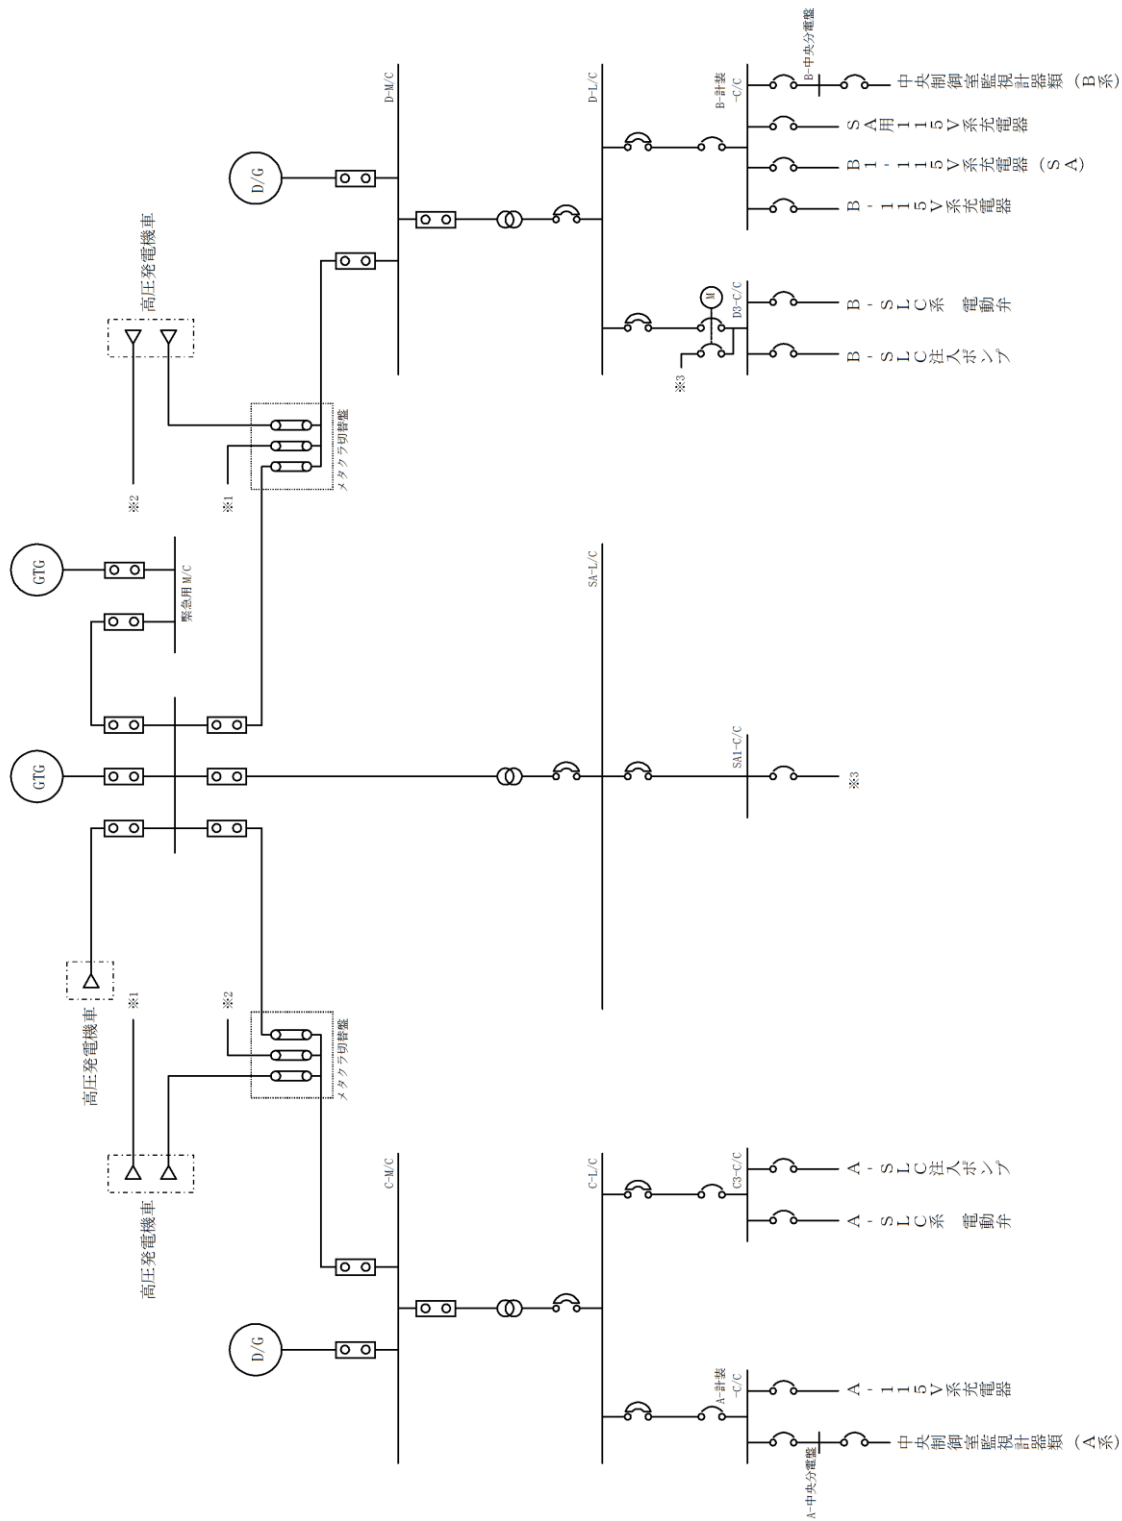 高圧発電機車
※1
高圧発電機車
※2
メタクラ切替盤
D/G
C-M/C
C-L/C
A-計装
-C/C
A-中央分電盤
中央制御室監視計器類（A系）
A-115V系充電器
C3-C/C
A-SLC系 電動弁
A-SLC注入ポンプ
GTG
GTG
緊急用M/C
SA-L/C
SA1-C/C
※3
高圧発電機車
※2
※1
メタクラ切替盤
D/G
D-M/C
D-L/C
※3
M
D3-C/C
B-SLC注入ポンプ
B-SLC系 電動弁
B-計装
-C/C
B-115V系充電器
B1-115V系充電器（SA）
SA用115V系充電器
B-中央分電盤
中央制御室監視計器類（B系）